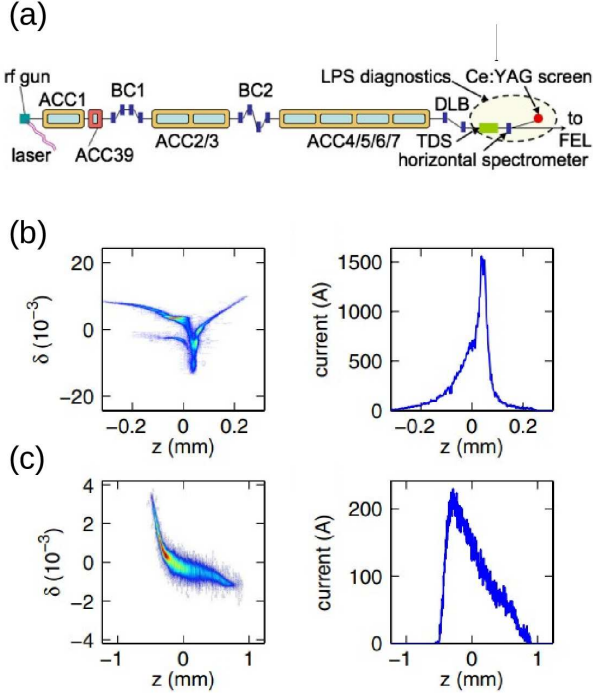 (a)
LPS diagnostics Ce:YAG screen
rf gun
ACC1
BC1
BC2
DLB
to
FEL
laser
ACC39
ACC2/3
ACC4/5/6/7
TDS
horizontal spectrometer
(b)
20
0
−20
δ (10⁻³)
−0.2 0 0.2
z (mm)
1500
1000
500
0
current (A)
−0.2 0 0.2
z (mm)
(c)
4
2
0
−2
−4
δ (10⁻³)
−1 0 1
z (mm)
200
100
0
current (A)
−1 0 1
z (mm)